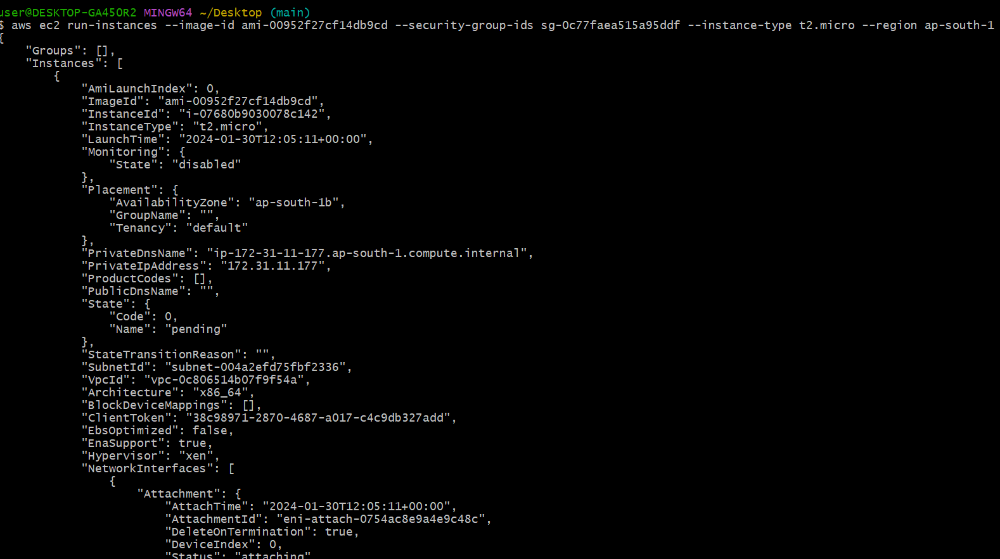 user@DESKTOP-GA450R2 MINGW64 ~/Desktop (main)
$ aws ec2 run-instances --image-id ami-00952f27cf14db9cd --security-group-ids sg-0c77faea515a95ddf --instance-type t2.micro --region ap-south-1
{
    "Groups": [],
    "Instances": [
        {
            "AmiLaunchIndex": 0,
            "ImageId": "ami-00952f27cf14db9cd",
            "InstanceId": "i-07680b9030078c142",
            "InstanceType": "t2.micro",
            "LaunchTime": "2024-01-30T12:05:11+00:00",
            "Monitoring": {
                "State": "disabled"
            },
            "Placement": {
                "AvailabilityZone": "ap-south-1b",
                "GroupName": "",
                "Tenancy": "default"
            },
            "PrivateDnsName": "ip-172-31-11-177.ap-south-1.compute.internal",
            "PrivateIpAddress": "172.31.11.177",
            "ProductCodes": [],
            "PublicDnsName": "",
            "State": {
                "Code": 0,
                "Name": "pending"
            },
            "StateTransitionReason": "",
            "SubnetId": "subnet-004a2efd75fbf2336",
            "VpcId": "vpc-0c806514b07f9f54a",
            "Architecture": "x86_64",
            "BlockDeviceMappings": [],
            "ClientToken": "38c98971-2870-4687-a017-c4c9db327add",
            "EbsOptimized": false,
            "EnaSupport": true,
            "Hypervisor": "xen",
            "NetworkInterfaces": [
                {
                    "Attachment": {
                        "AttachTime": "2024-01-30T12:05:11+00:00",
                        "AttachmentId": "eni-attach-0754ac8e9a4e9c48c",
                        "DeleteOnTermination": true,
                        "DeviceIndex": 0,
                        "Status": "attaching"